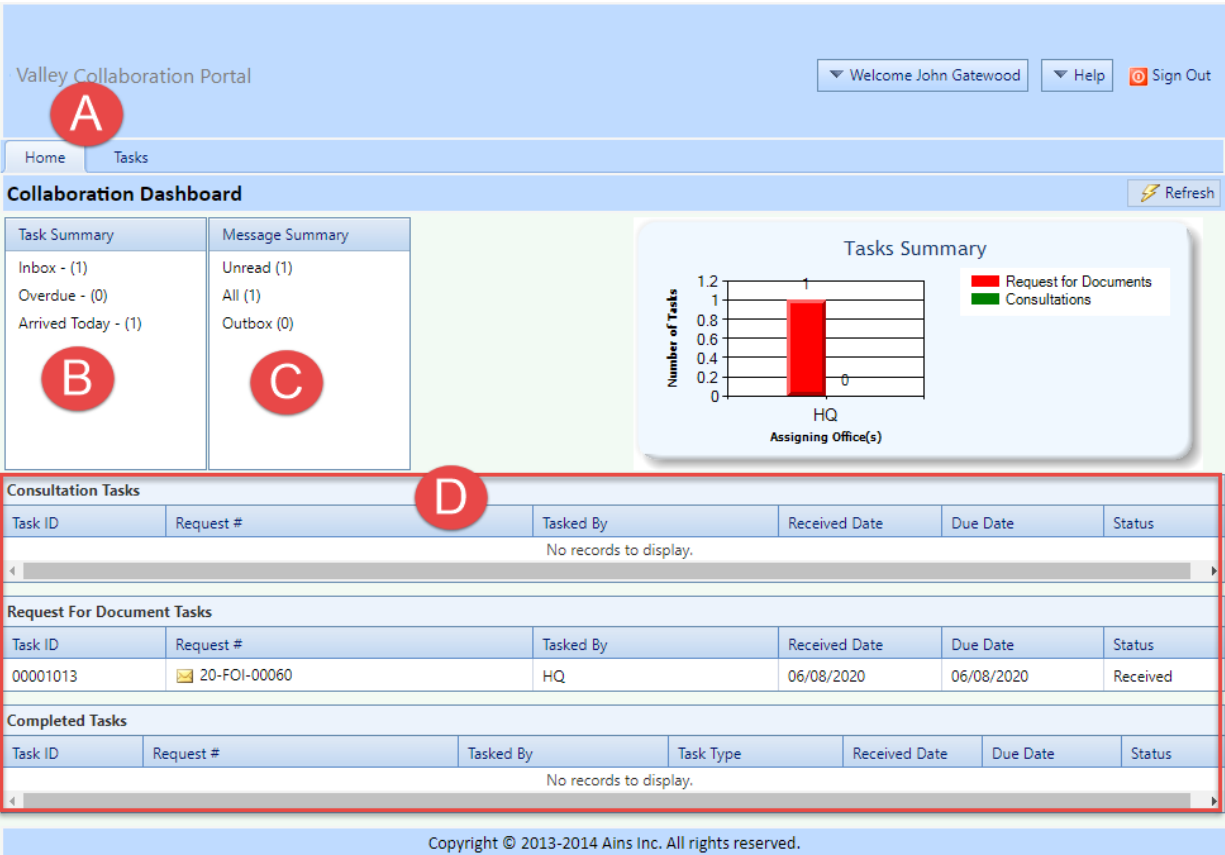 Valley Collaboration Portal
Welcome John Gatewood
Help
Sign Out
A
Home
Tasks
Collaboration Dashboard
Refresh
Task Summary
Inbox - (1)
Overdue - (0)
Arrived Today - (1)
B
Message Summary
Unread (1)
All (1)
Outbox (0)
C
Tasks Summary
Number of Tasks
1.2
1
0.8
0.6
0.4
0.2
0
1
0
HQ
Assigning Office(s)
Request for Documents
Consultations
D
Consultation Tasks
Task ID Request # Tasked By Received Date Due Date Status
No records to display.
Request For Document Tasks
Task ID Request # Tasked By Received Date Due Date Status
00001013 20-FOI-00060 HQ 06/08/2020 06/08/2020 Received
Completed Tasks
Task ID Request # Tasked By Task Type Received Date Due Date Status
No records to display.
Copyright © 2013-2014 Ains Inc. All rights reserved.